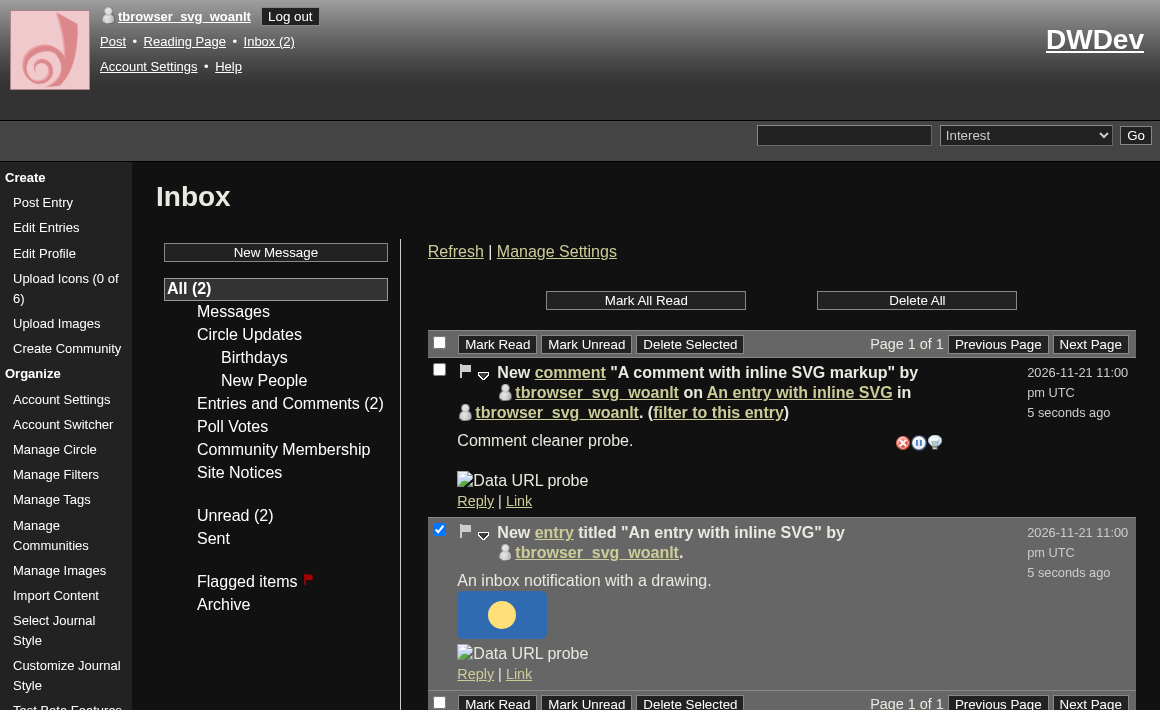 tbrowser_svg_woanlt Log out
Post • Reading Page • Inbox (2)
Account Settings • Help
DWDev
Interest Go
Create
Post Entry
Edit Entries
Edit Profile
Upload Icons (0 of
6)
Upload Images
Create Community
Organize
Account Settings
Account Switcher
Manage Circle
Manage Filters
Manage Tags
Manage
Communities
Manage Images
Import Content
Select Journal
Style
Customize Journal
Style
Test Beta Features
Inbox
New Message
All (2)
Messages
Circle Updates
Birthdays
New People
Entries and Comments (2)
Poll Votes
Community Membership
Site Notices
Unread (2)
Sent
Flagged items
Archive
Refresh | Manage Settings
Mark All Read Delete All
Mark Read Mark Unread Delete Selected Page 1 of 1 Previous Page Next Page
New comment "A comment with inline SVG markup" by
tbrowser_svg_woanlt on An entry with inline SVG in
tbrowser_svg_woanlt. (filter to this entry)
2026-11-21 11:00
pm UTC
5 seconds ago
Comment cleaner probe.
Data URL probe
Reply | Link
New entry titled "An entry with inline SVG" by
tbrowser_svg_woanlt.
2026-11-21 11:00
pm UTC
5 seconds ago
An inbox notification with a drawing.
Data URL probe
Reply | Link
Mark Read Mark Unread Delete Selected Page 1 of 1 Previous Page Next Page